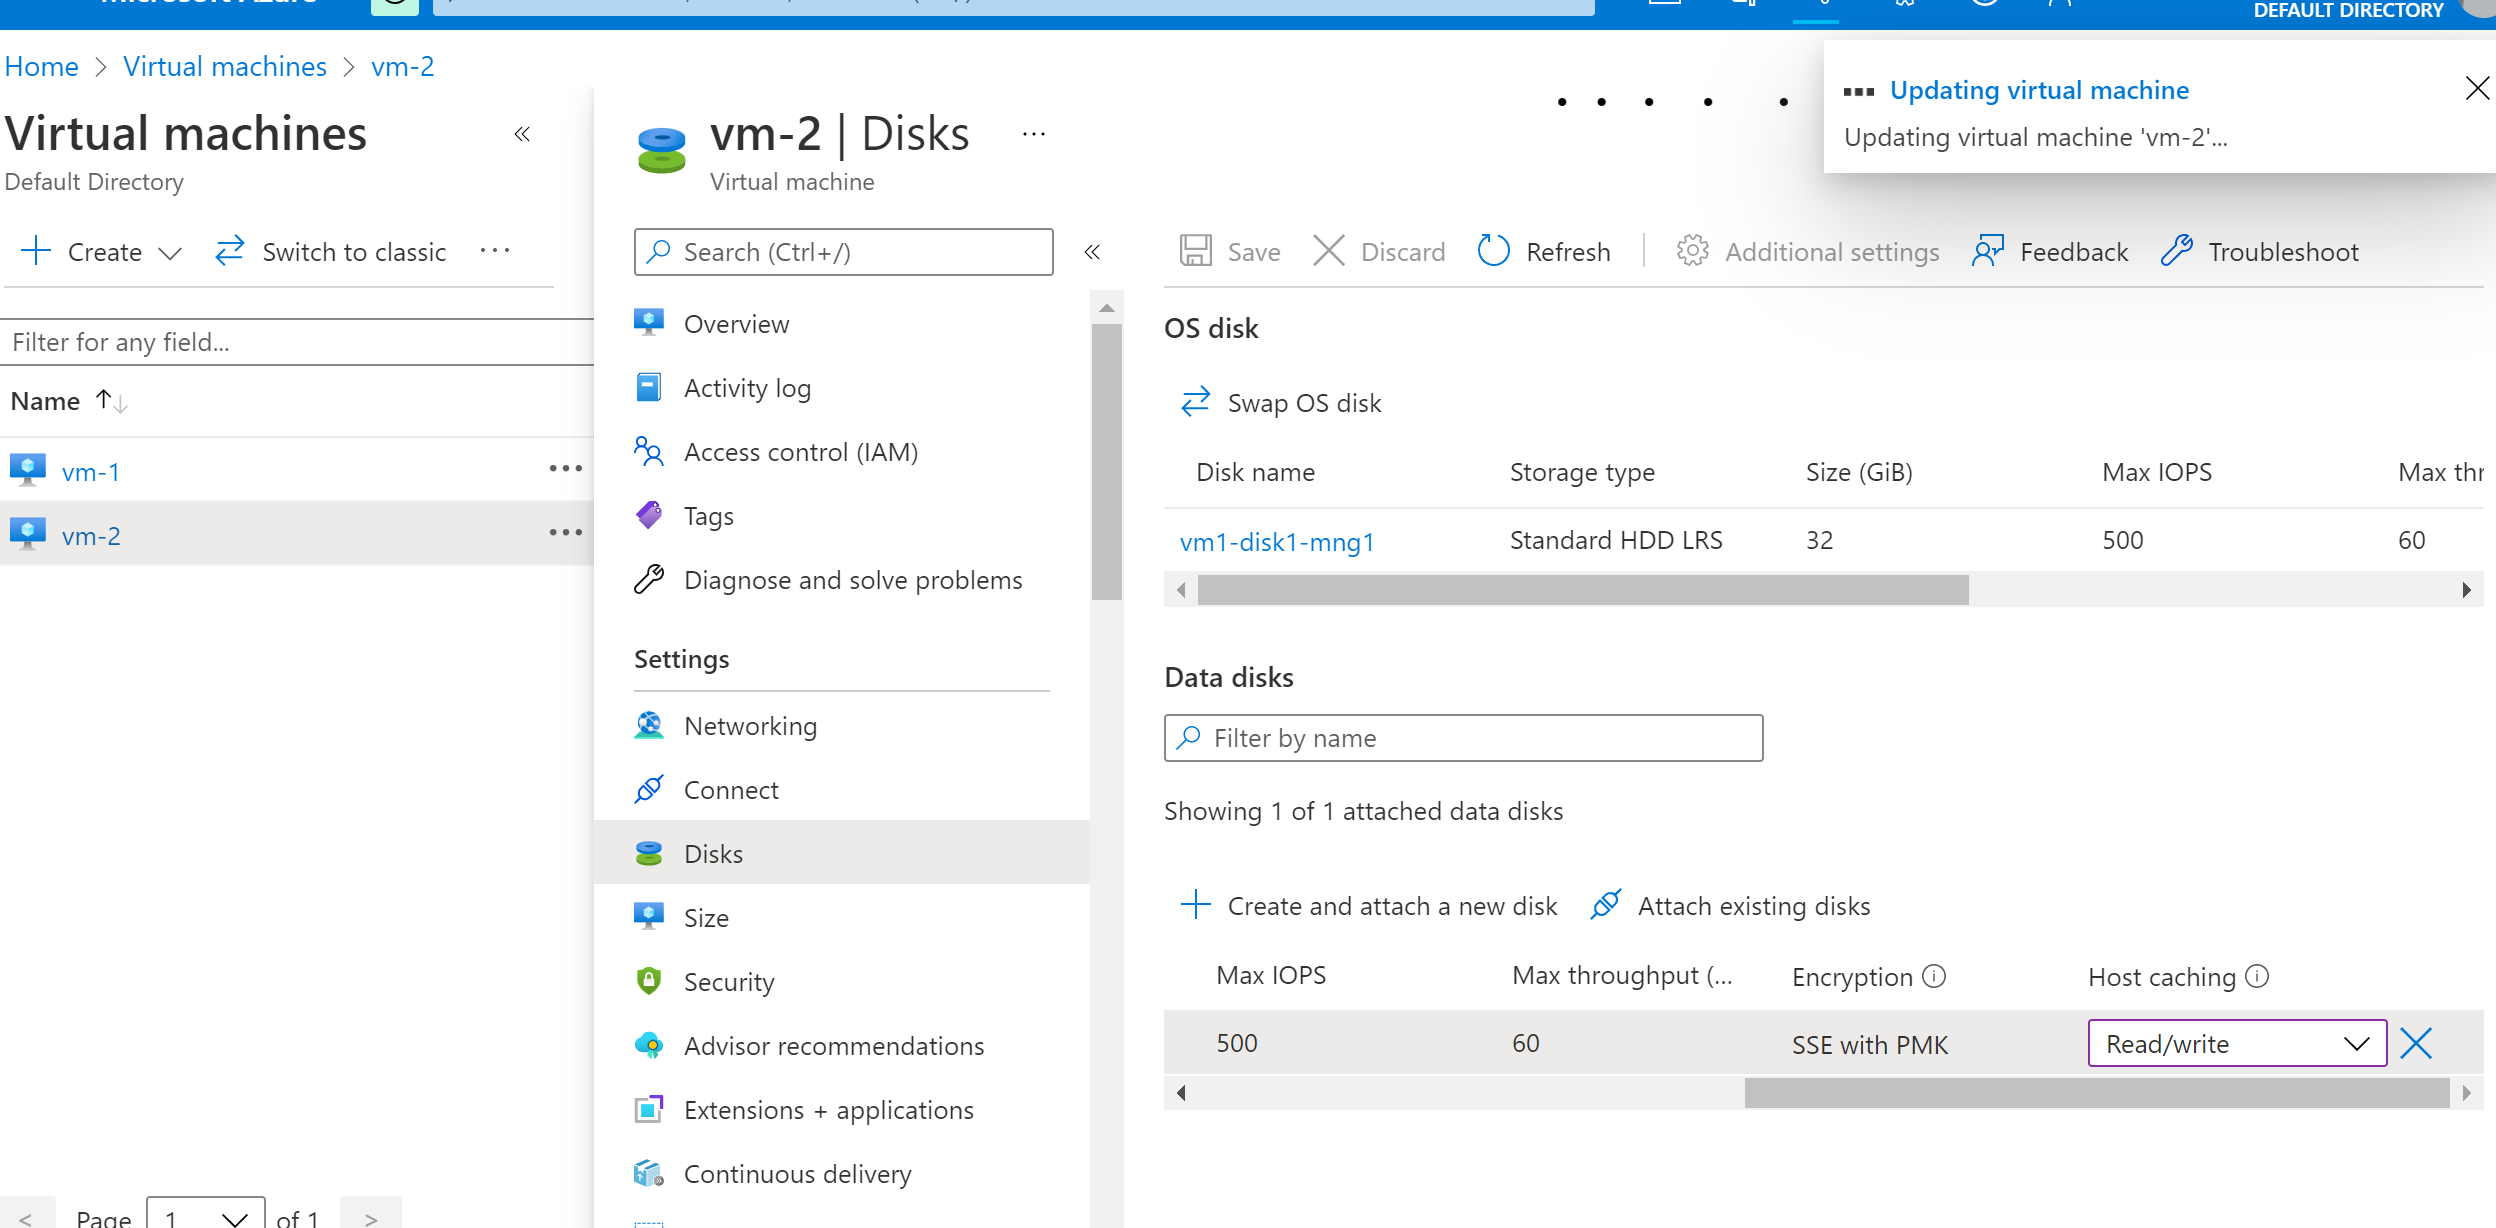 Microsoft Azure
DEFAULT DIRECTORY
Home > Virtual machines > vm-2
Updating virtual machine
Updating virtual machine 'vm-2'...
Virtual machines
Default Directory
Create
Switch to classic
Filter for any field...
Name
vm-1
vm-2
Page 1 of 1
vm-2 | Disks
Virtual machine
Search (Ctrl+/)
Overview
Activity log
Access control (IAM)
Tags
Diagnose and solve problems
Settings
Networking
Connect
Disks
Size
Security
Advisor recommendations
Extensions + applications
Continuous delivery
Save Discard Refresh Additional settings Feedback Troubleshoot
OS disk
Swap OS disk
Disk name Storage type Size (GiB) Max IOPS Max thr
vm1-disk1-mng1 Standard HDD LRS 32 500 60
Data disks
Filter by name
Showing 1 of 1 attached data disks
Create and attach a new disk Attach existing disks
Max IOPS Max throughput (... Encryption Host caching
500 60 SSE with PMK Read/write